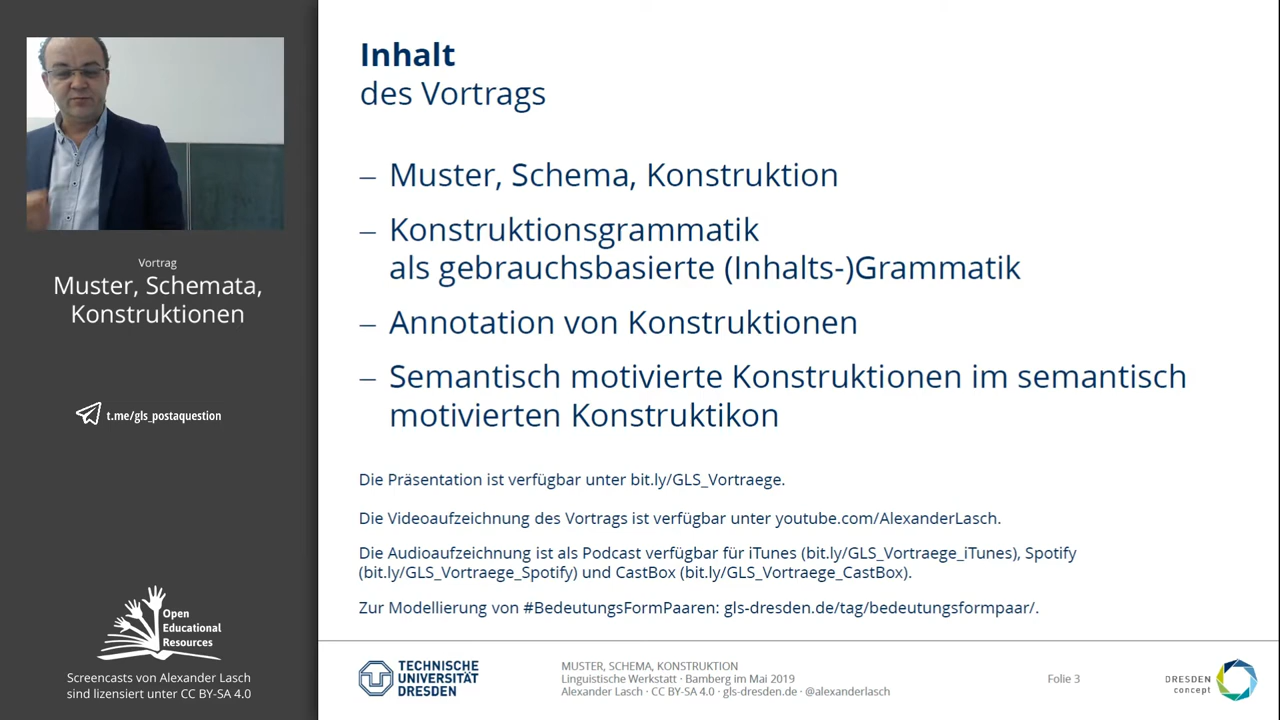 Vortrag
Muster, Schemata,
Konstruktionen
t.me/gls_postaquestion
Open
Educational
Resources
Screencasts von Alexander Lasch
sind lizensiert unter CC BY-SA 4.0
Inhalt
des Vortrags
– Muster, Schema, Konstruktion
– Konstruktionsgrammatik
als gebrauchsbasierte (Inhalts-)Grammatik
– Annotation von Konstruktionen
– Semantisch motivierte Konstruktionen im semantisch
motivierten Konstruktikon
Die Präsentation ist verfügbar unter bit.ly/GLS_Vortraege.
Die Videoaufzeichnung des Vortrags ist verfügbar unter youtube.com/AlexanderLasch.
Die Audioaufzeichnung ist als Podcast verfügbar für iTunes (bit.ly/GLS_Vortraege_iTunes), Spotify
(bit.ly/GLS_Vortraege_Spotify) und CastBox (bit.ly/GLS_Vortraege_CastBox).
Zur Modellierung von #BedeutungsFormPaaren: gls-dresden.de/tag/bedeutungsformpaar/.
TECHNISCHE
UNIVERSITÄT
DRESDEN
MUSTER, SCHEMA, KONSTRUKTION
Linguistische Werkstatt · Bamberg im Mai 2019
Alexander Lasch · CC BY-SA 4.0 · gls-dresden.de · @alexanderlasch
Folie 3
DRESDEN
concept